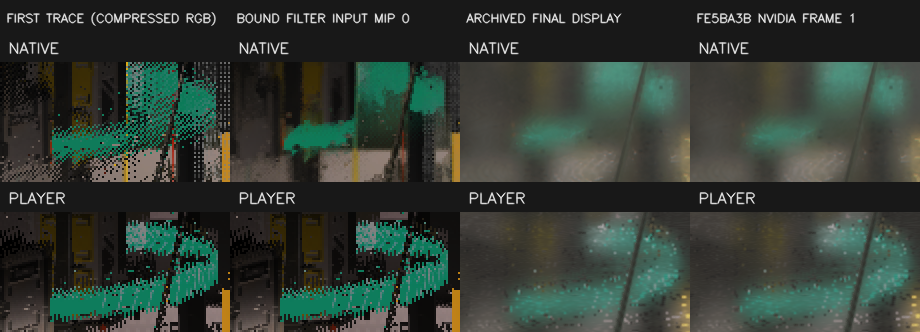 FIRST TRACE (COMPRESSED RGB)
BOUND FILTER INPUT MIP 0
ARCHIVED FINAL DISPLAY
FE5BA3B NVIDIA FRAME 1
NATIVE
NATIVE
NATIVE
NATIVE
PLAYER
PLAYER
PLAYER
PLAYER